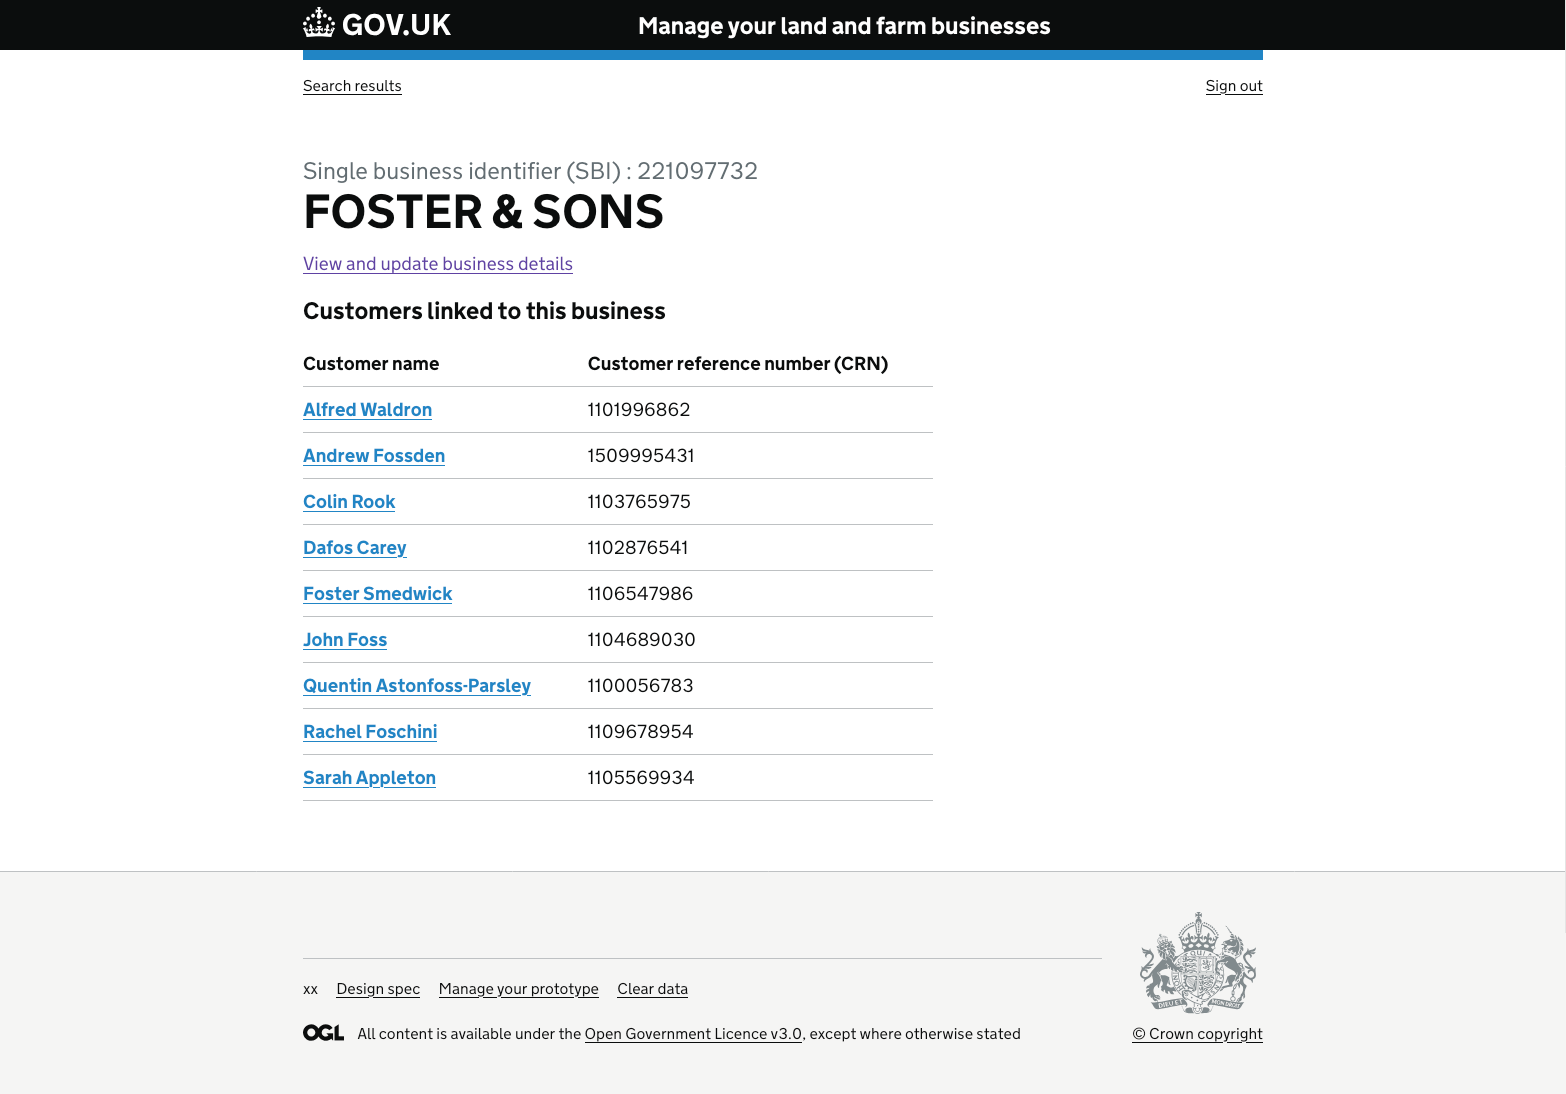 GOV.UK Manage your land and farm businesses
Search results Sign out
Single business identifier (SBI) : 221097732
FOSTER & SONS
View and update business details
Customers linked to this business
Customer name Customer reference number (CRN)
Alfred Waldron 1101996862
Andrew Fossden 1509995431
Colin Rook 1103765975
Dafos Carey 1102876541
Foster Smedwick 1106547986
John Foss 1104689030
Quentin Astonfoss-Parsley 1100056783
Rachel Foschini 1109678954
Sarah Appleton 1105569934
xx Design spec Manage your prototype Clear data
OGL All content is available under the Open Government Licence v3.0, except where otherwise stated © Crown copyright